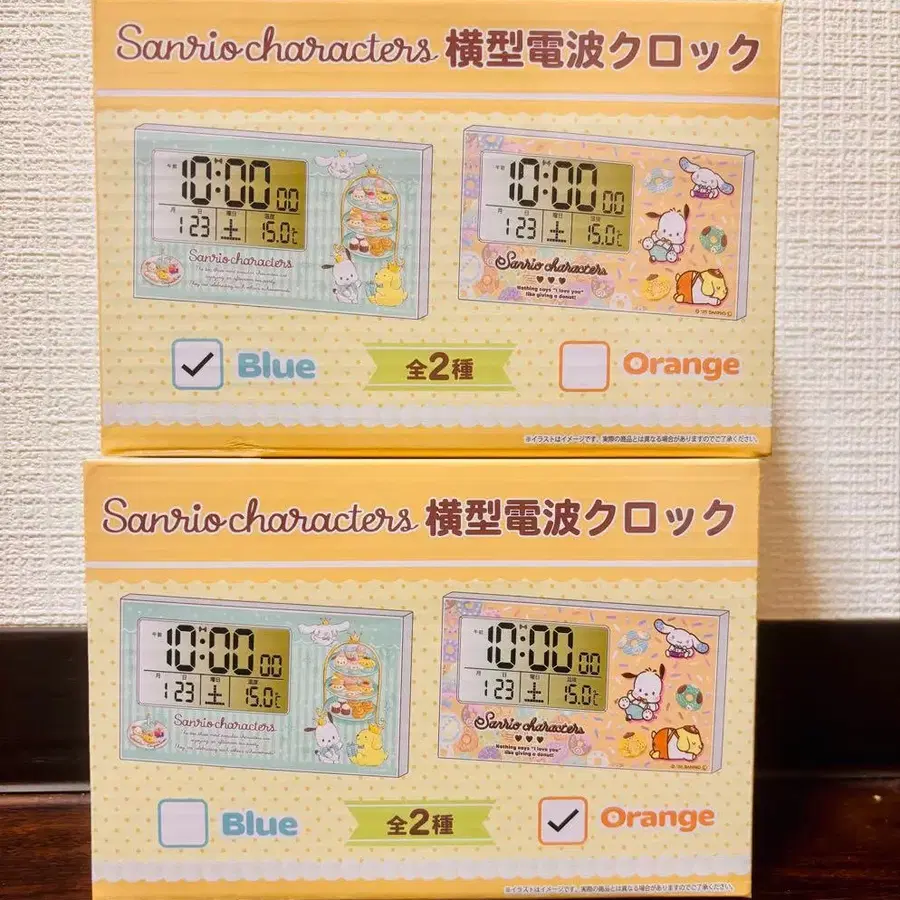 Sanrio characters 横型電波クロック
午前
10:00 00
月 日 曜日 温度
1 23 土 15.0℃
Sanrio characters
午前
10:00 00
月 日 曜日 温度
1 23 土 15.0℃
Sanrio characters
Nothing says "I love you"
like giving a donut!
Blue
全2種
Orange
※イラストはイメージです。実際の商品とは異なる場合がありますのでご了承ください。
Sanrio characters 横型電波クロック
午前
10:00 00
月 日 曜日 温度
1 23 土 15.0℃
Sanrio characters
午前
10:00 00
月 日 曜日 温度
1 23 土 15.0℃
Sanrio characters
Nothing says "I love you"
like giving a donut!
Blue
全2種
Orange
※イラストはイメージです。実際の商品とは異なる場合がありますのでご了承ください。